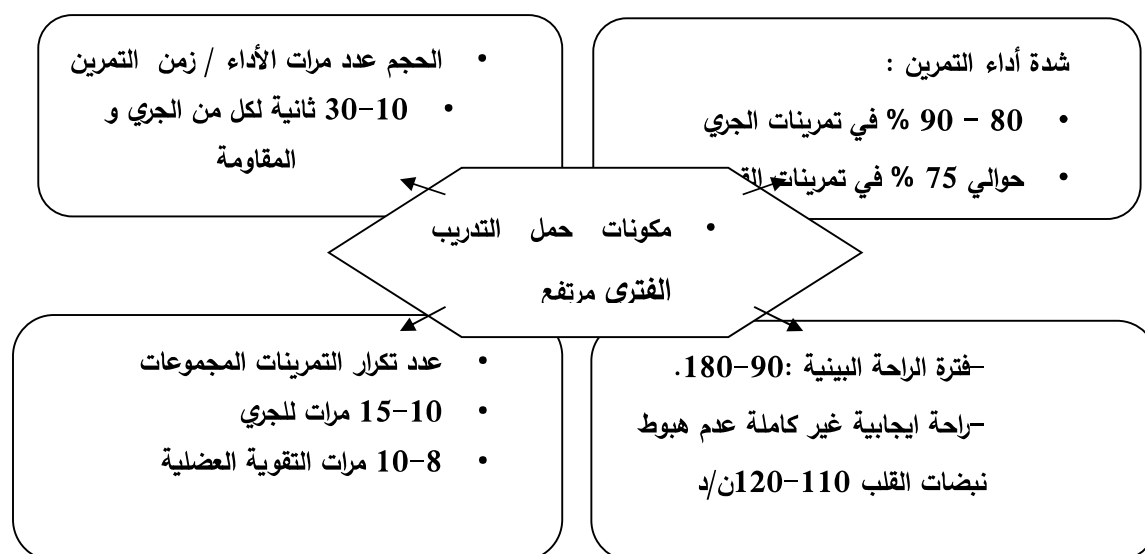 شدة أداء التمرين :
• 80 – 90 % في تمرينات الجري
• حوالي 75 % في تمرينات
• الحجم عدد مرات الأداء / زمن التمرين
• 10–30 ثانية لكل من الجري و
المقاومة
• مكونات حمل التدريب
الفتري مرتفع
–فترة الراحة البينية :90–180.
–راحة ايجابية غير كاملة عدم هبوط
نبضات القلب 110–120ن/د
• عدد تكرار التمرينات المجموعات
• 10–15 مرات للجري
• 8–10 مرات التقوية العضلية